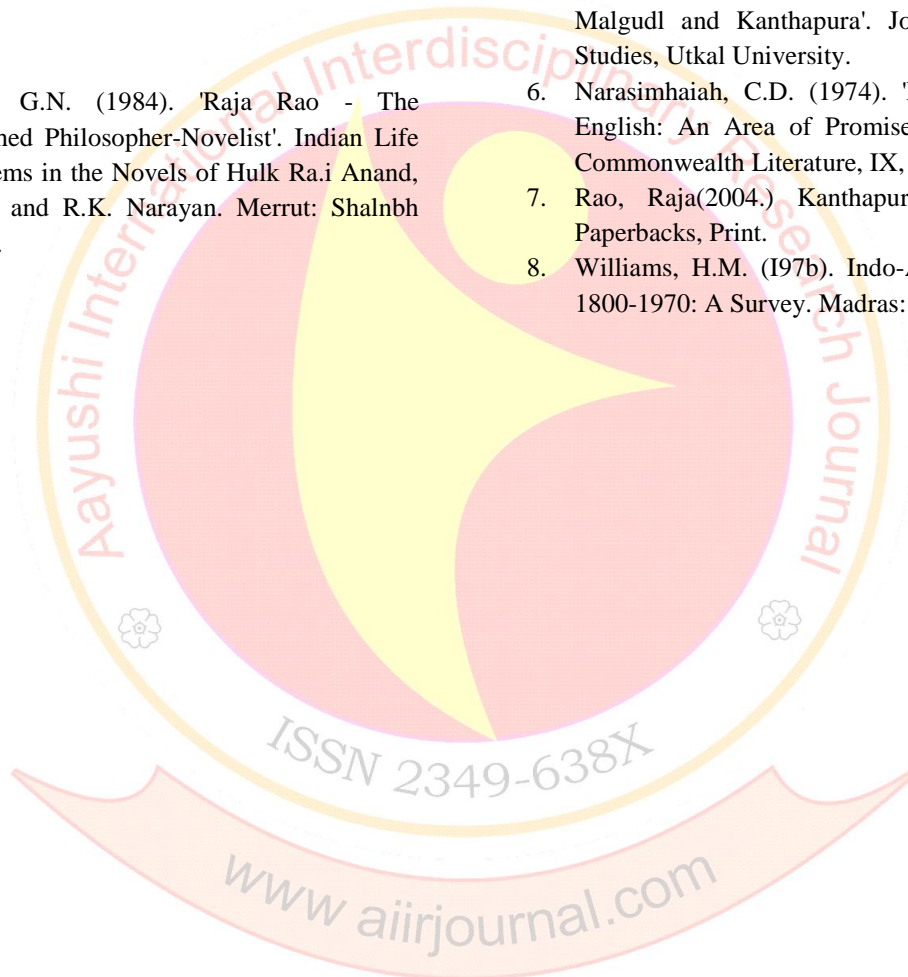 G.N. (1984). 'Raja Rao - The
ned Philosopher-Novelist'. Indian Life
ems in the Novels of Hulk Ra.i Anand,
and R.K. Narayan. Merrut: Shalnbh
.
Malgudl and Kanthapura'. Jo
Studies, Utkal University.
6. Narasimhaiah, C.D. (1974). '
English: An Area of Promise
Commonwealth Literature, IX,
7. Rao, Raja(2004.) Kanthapur
Paperbacks, Print.
8. Williams, H.M. (I97b). Indo-
1800-1970: A Survey. Madras:
Aayushi International Interdisciplinary Research Journal
ISSN 2349-638X
www aiirjournal.com